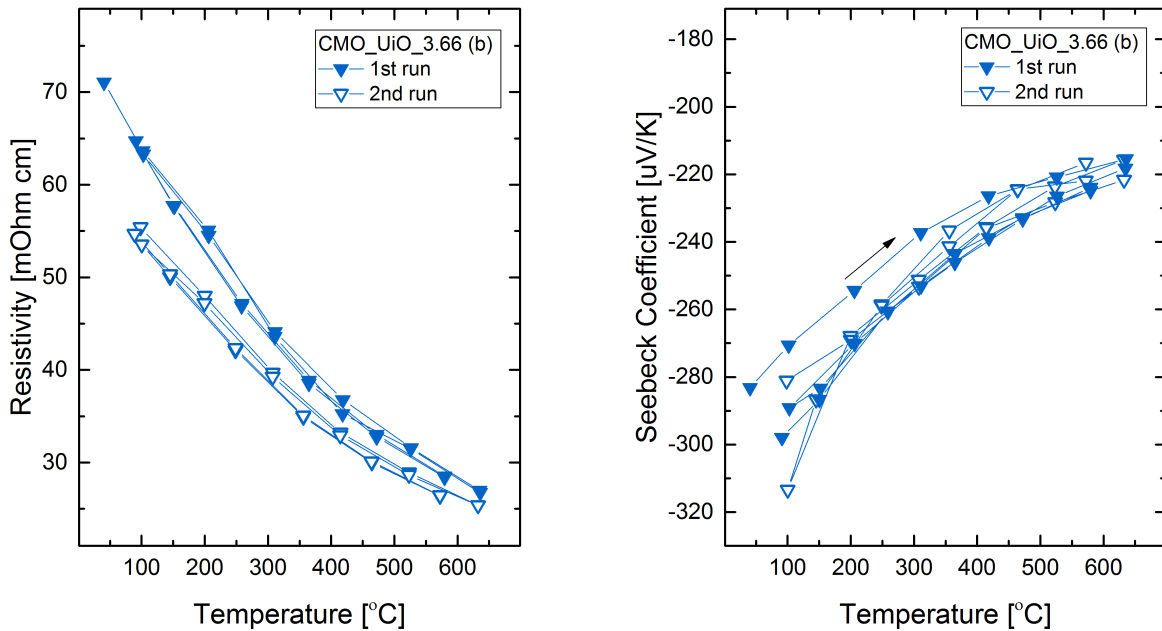 CMO_UiO_3.66 (b)
1st run
2nd run
70
60
50
40
30
Resistivity [mOhm cm]
100 200 300 400 500 600
Temperature [°C]
CMO_UiO_3.66 (b)
1st run
2nd run
-180
-200
-220
-240
-260
-280
-300
-320
Seebeck Coefficient [uV/K]
100 200 300 400 500 600
Temperature [°C]